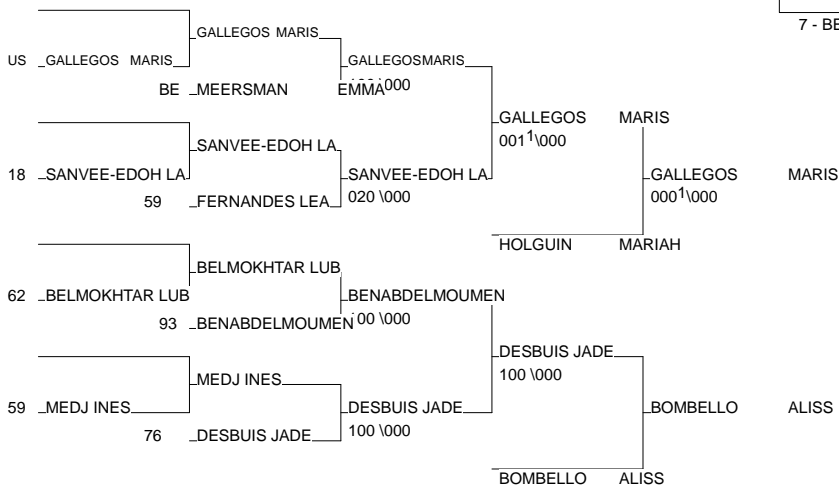 7 - BE
GALLEGOS MARIS
US GALLEGOS MARIS GALLEGOSMARIS
BE MEERSMAN EMMA \000
GALLEGOS MARIS
001¹\000
SANVEE-EDOH LA
18 SANVEE-EDOH LA SANVEE-EDOH LA GALLEGOS MARIS
59 FERNANDES LEA 020 \000 000¹\000
HOLGUIN MARIAH
BELMOKHTAR LUB
62 BELMOKHTAR LUB BENABDELMOUMEN
93 BENABDELMOUMEN 00 \000
DESBUIS JADE
100 \000
MEDJ INES
59 MEDJ INES DESBUIS JADE BOMBELLO ALISS
76 DESBUIS JADE 100 \000
BOMBELLO ALISS